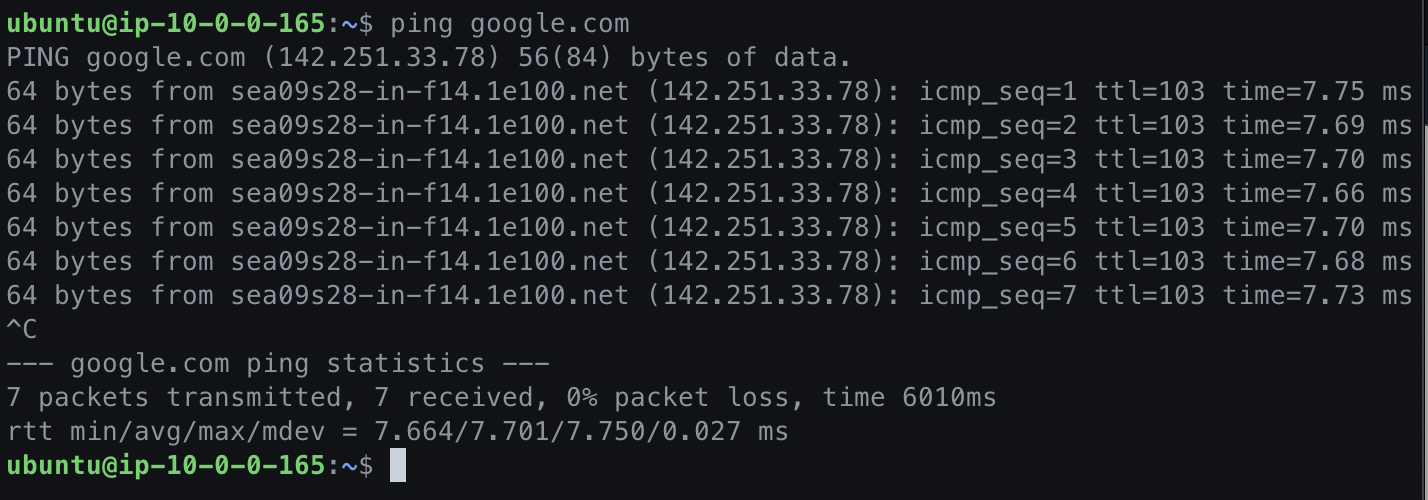 ubuntu@ip-10-0-0-165:~$ ping google.com
PING google.com (142.251.33.78) 56(84) bytes of data.
64 bytes from sea09s28-in-f14.1e100.net (142.251.33.78): icmp_seq=1 ttl=103 time=7.75 ms
64 bytes from sea09s28-in-f14.1e100.net (142.251.33.78): icmp_seq=2 ttl=103 time=7.69 ms
64 bytes from sea09s28-in-f14.1e100.net (142.251.33.78): icmp_seq=3 ttl=103 time=7.70 ms
64 bytes from sea09s28-in-f14.1e100.net (142.251.33.78): icmp_seq=4 ttl=103 time=7.66 ms
64 bytes from sea09s28-in-f14.1e100.net (142.251.33.78): icmp_seq=5 ttl=103 time=7.70 ms
64 bytes from sea09s28-in-f14.1e100.net (142.251.33.78): icmp_seq=6 ttl=103 time=7.68 ms
64 bytes from sea09s28-in-f14.1e100.net (142.251.33.78): icmp_seq=7 ttl=103 time=7.73 ms
^C
--- google.com ping statistics ---
7 packets transmitted, 7 received, 0% packet loss, time 6010ms
rtt min/avg/max/mdev = 7.664/7.701/7.750/0.027 ms
ubuntu@ip-10-0-0-165:~$